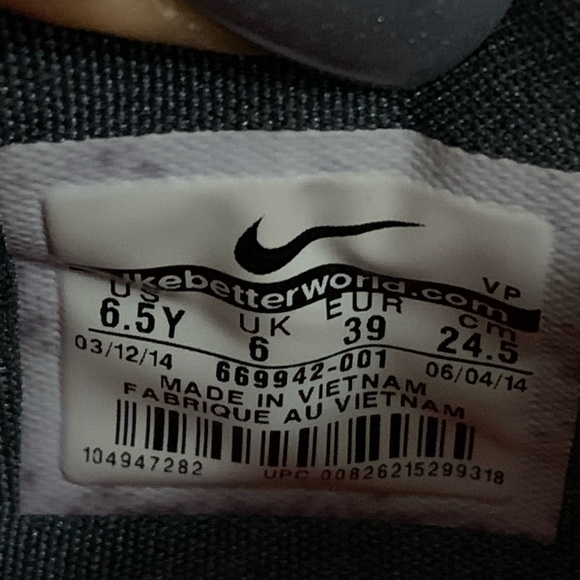 nikebetterworld.com
VP
US UK EUR cm
6.5Y 6 39 24.5
03/12/14 669942-001 06/04/14
MADE IN VIETNAM
FABRIQUE AU VIETNAM
104947282 UPC 00826215299318